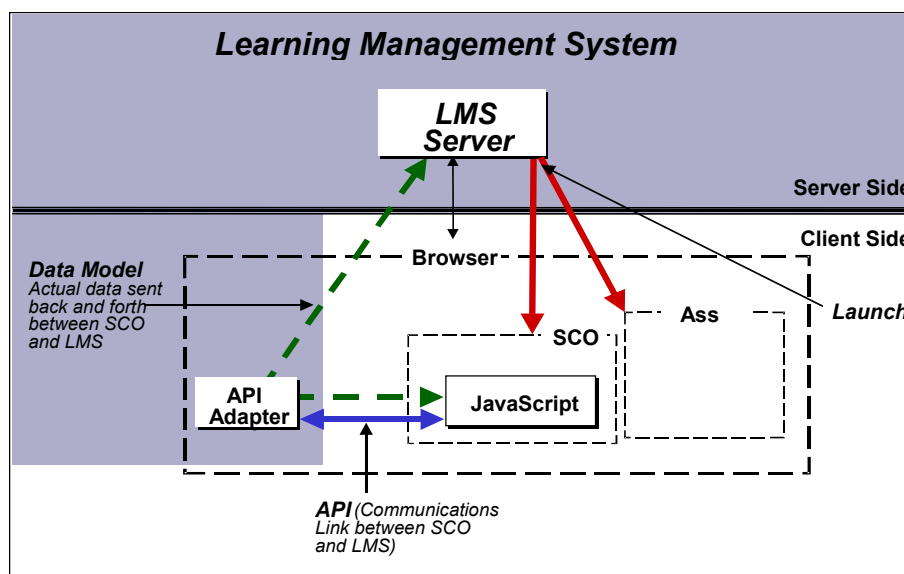 Learning Management System
LMS
Server
Server Side
Client Side
Browser
Data Model
Actual data sent
back and forth
between SCO
and LMS
Launch
Ass
SCO
API
Adapter
JavaScript
API (Communications
Link between SCO
and LMS)